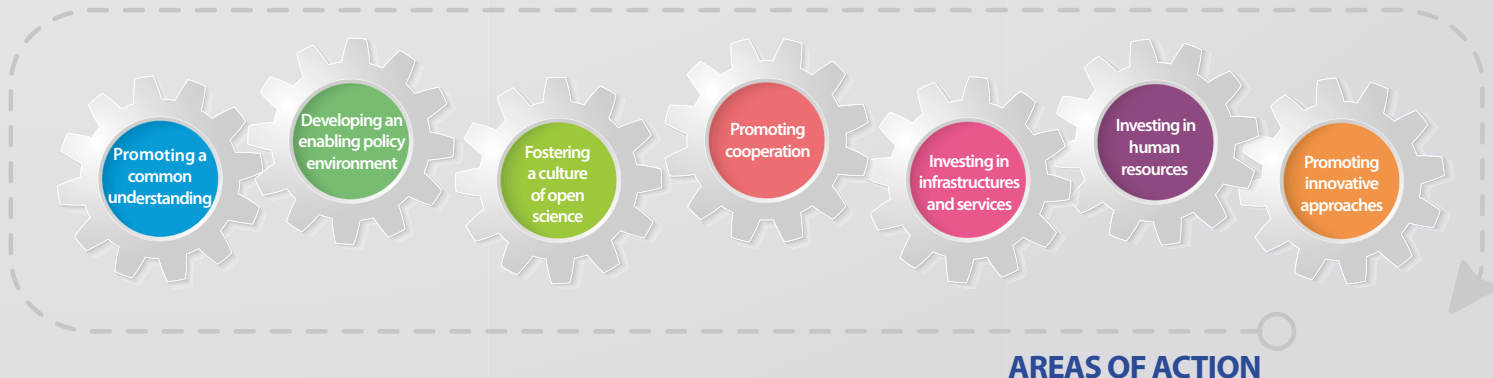 Promoting a
common
understanding
Developing an
enabling policy
environment
Fostering
a culture
of open
science
Promoting
cooperation
Investing in
infrastructures
and services
Investing in
human
resources
Promoting
innovative
approaches
AREAS OF ACTION